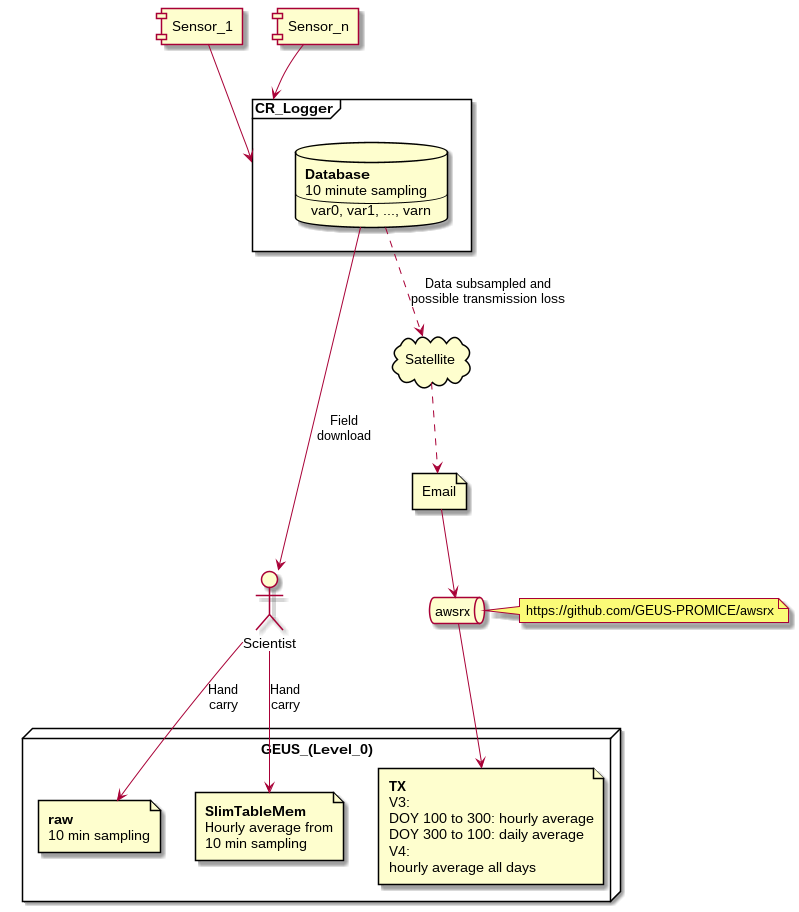 Sensor_1
Sensor_n
CR_Logger
Database
10 minute sampling
var0, var1, ..., varn
Data subsampled and
possible transmission loss
Satellite
Field
download
Email
awsrx
https://github.com/GEUS-PROMICE/awsrx
Scientist
Hand
carry
Hand
carry
GEUS_(Level_0)
raw
10 min sampling
SlimTableMem
Hourly average from
10 min sampling
TX
V3:
DOY 100 to 300: hourly average
DOY 300 to 100: daily average
V4:
hourly average all days